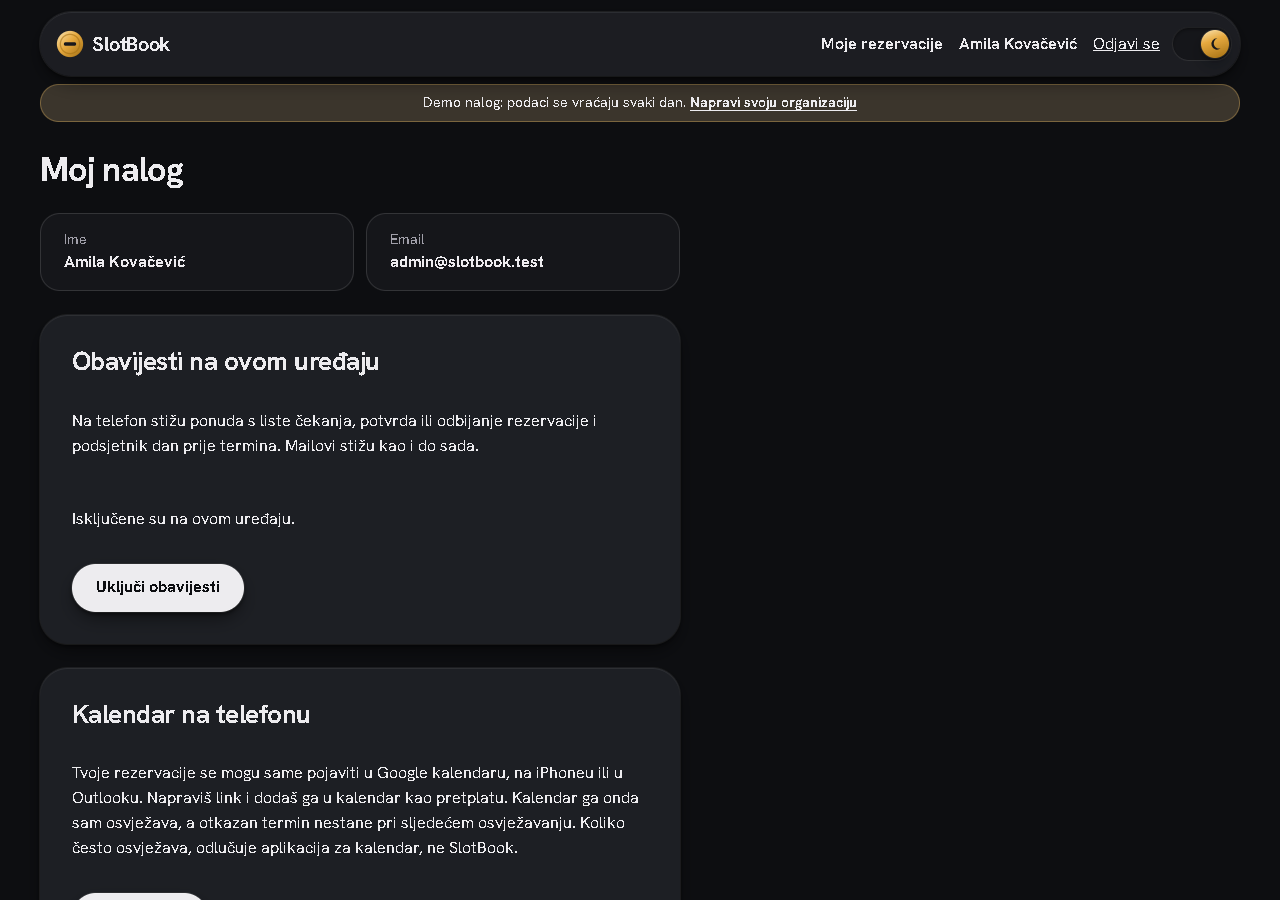 SlotBook
Moje rezervacije
Amila Kovačević
Odjavi se
Demo nalog: podaci se vraćaju svaki dan. Napravi svoju organizaciju
Moj nalog
Ime
Amila Kovačević
Email
admin@slotbook.test
Obavijesti na ovom uređaju
Na telefon stižu ponuda s liste čekanja, potvrda ili odbijanje rezervacije i
podsjetnik dan prije termina. Mailovi stižu kao i do sada.
Isključene su na ovom uređaju.
Uključi obavijesti
Kalendar na telefonu
Tvoje rezervacije se mogu same pojaviti u Google kalendaru, na iPhoneu ili u
Outlooku. Napraviš link i dodaš ga u kalendar kao pretplatu. Kalendar ga onda
sam osvježava, a otkazan termin nestane pri sljedećem osvježavanju. Koliko
često osvježava, odlučuje aplikacija za kalendar, ne SlotBook.